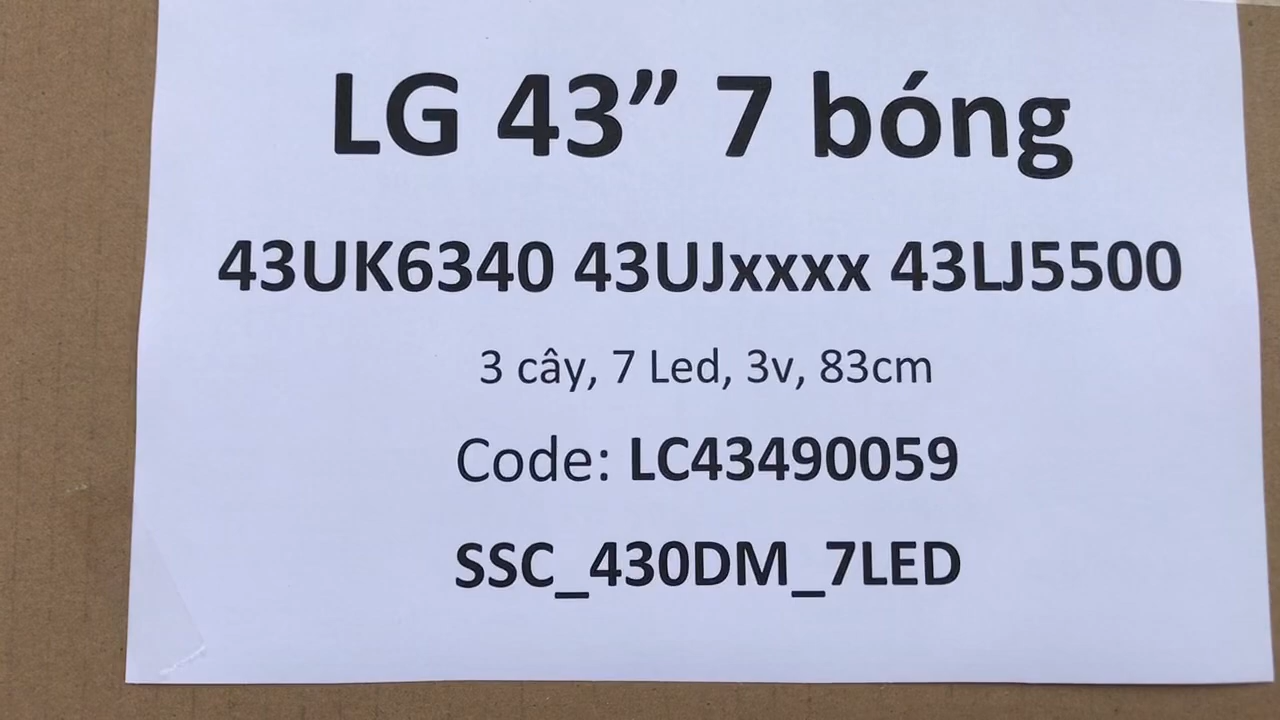 LG 43” 7 bóng
43UK6340 43UJxxxx 43LJ5500
3 cây, 7 Led, 3v, 83cm
Code: LC43490059
SSC_430DM_7LED